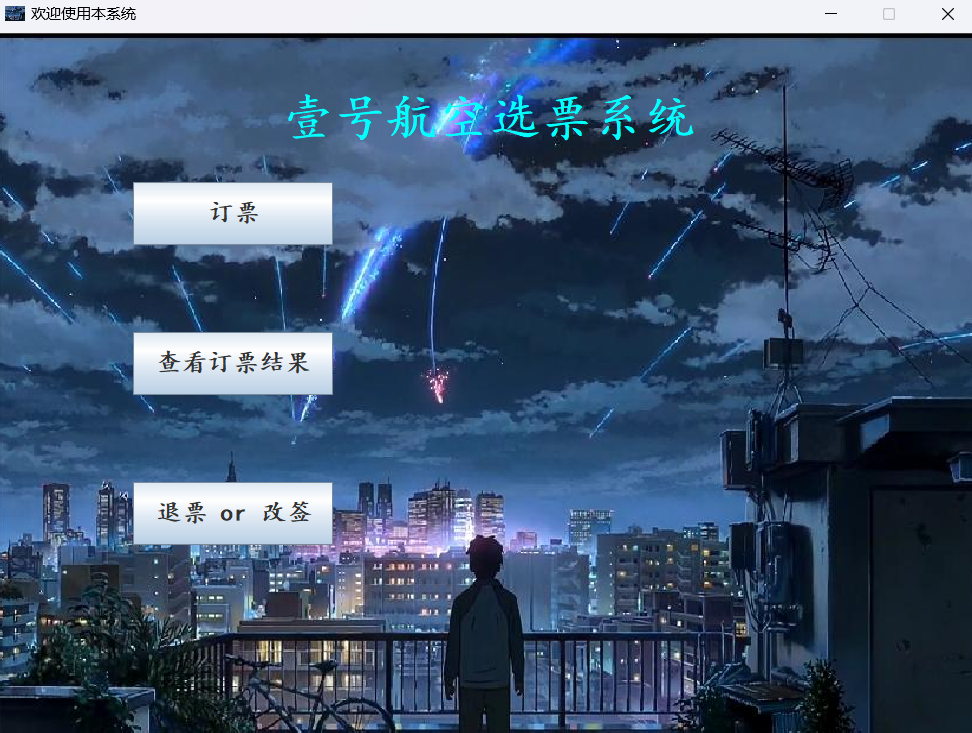 欢迎使用本系统
壹号航空选票系统
订票
查看订票结果
退票 or 改签